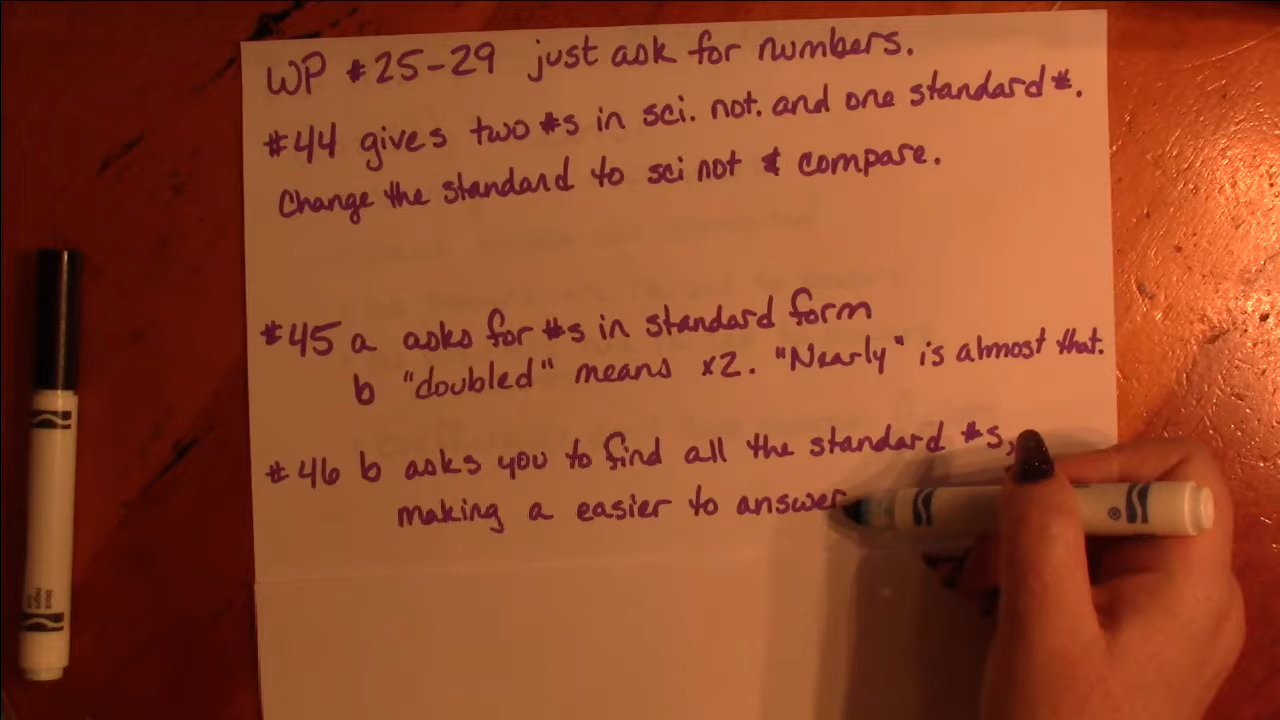 WP #25-29 just ask for numbers.
#44 gives two #s in sci. not. and one standard #.
Change the standard to sci not & compare.
#45 a asks for #s in standard form
b "doubled" means x2. "Nearly" is almost that.
#46 b asks you to find all the standard #s,
making a easier to answer